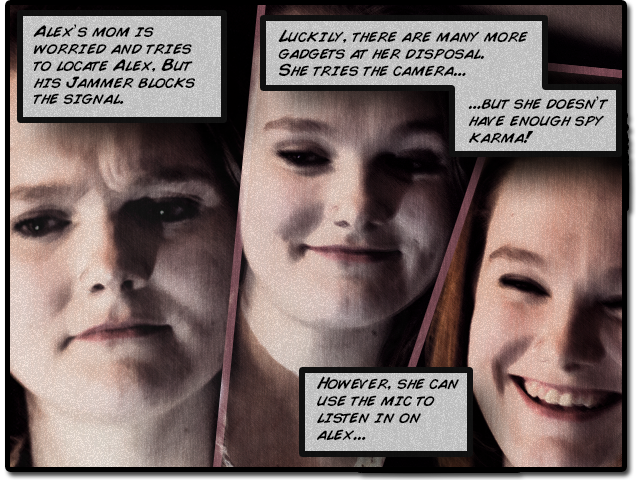 Alex's mom is
worried and tries
to locate Alex. But
his Jammer blocks
the signal.
Luckily, there are many more
gadgets at her disposal.
She tries the camera...
...but she doesn't
have enough spy
karma!
However, she can
use the mic to
listen in on
Alex...